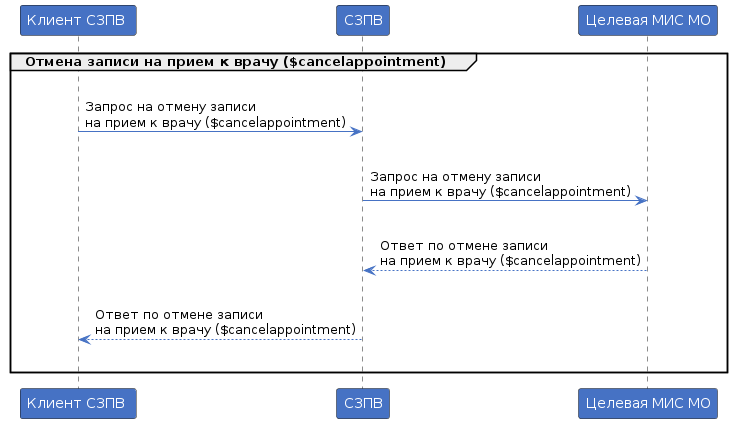 Клиент СЗПВ
СЗПВ
Целевая МИС МО
Отмена записи на прием к врачу ($cancelappointment)
Запрос на отмену записи
на прием к врачу ($cancelappointment)
Запрос на отмену записи
на прием к врачу ($cancelappointment)
Ответ по отмене записи
на прием к врачу ($cancelappointment)
Ответ по отмене записи
на прием к врачу ($cancelappointment)
Клиент СЗПВ
СЗПВ
Целевая МИС МО